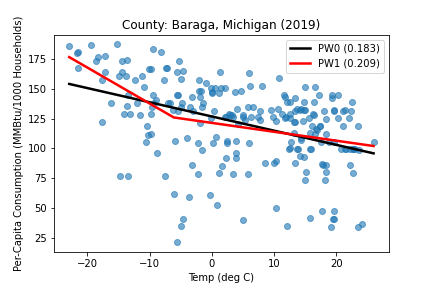 County: Baraga, Michigan (2019)
PW0 (0.183)
PW1 (0.209)
Per-Capita Consumption (MMBtu/1000 Households)
175
150
125
100
75
50
25
−20 −10 0 10 20
Temp (deg C)